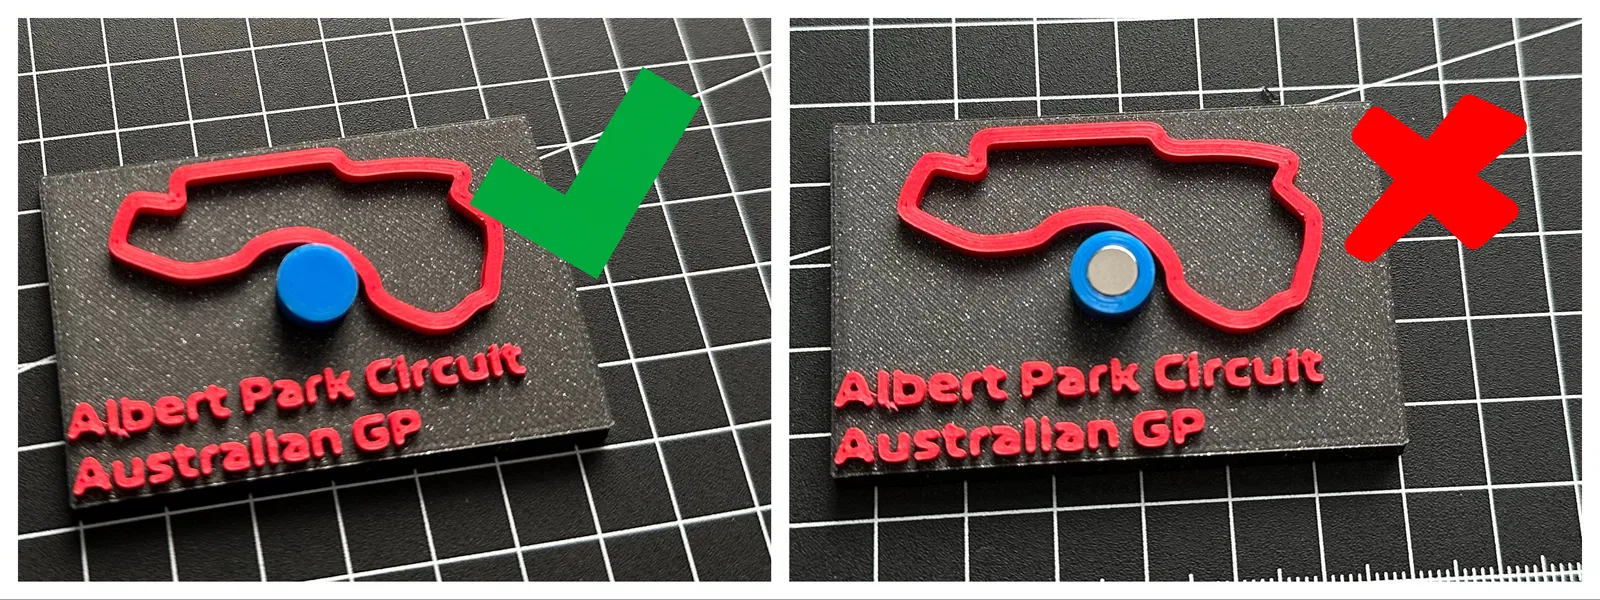 Albert Park Circuit
Australian GP
Albert Park Circuit
Australian GP